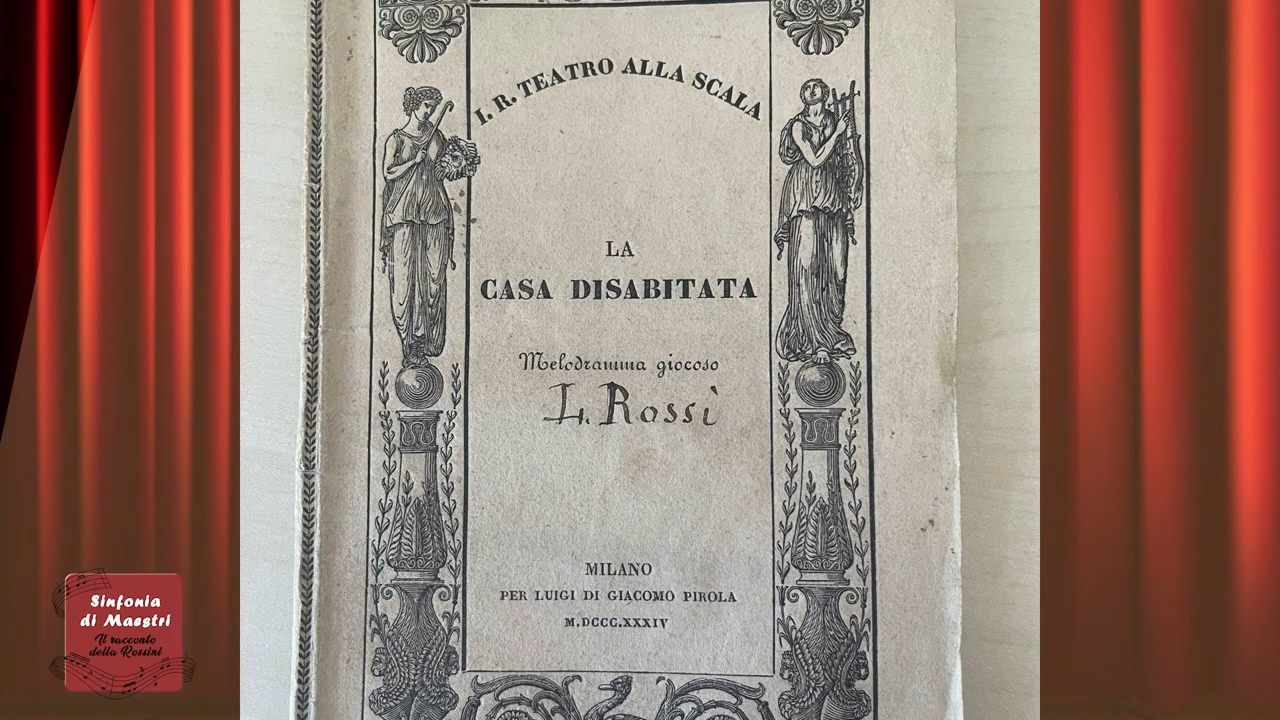 I. R. TEATRO ALLA SCALA
LA
CASA DISABITATA
Melodramma giocoso
L. Rossi
MILANO
PER LUIGI DI GIACOMO PIROLA
M.DCCC.XXXIV
Sinfonia
di Maestri
Il racconto
della Rossini